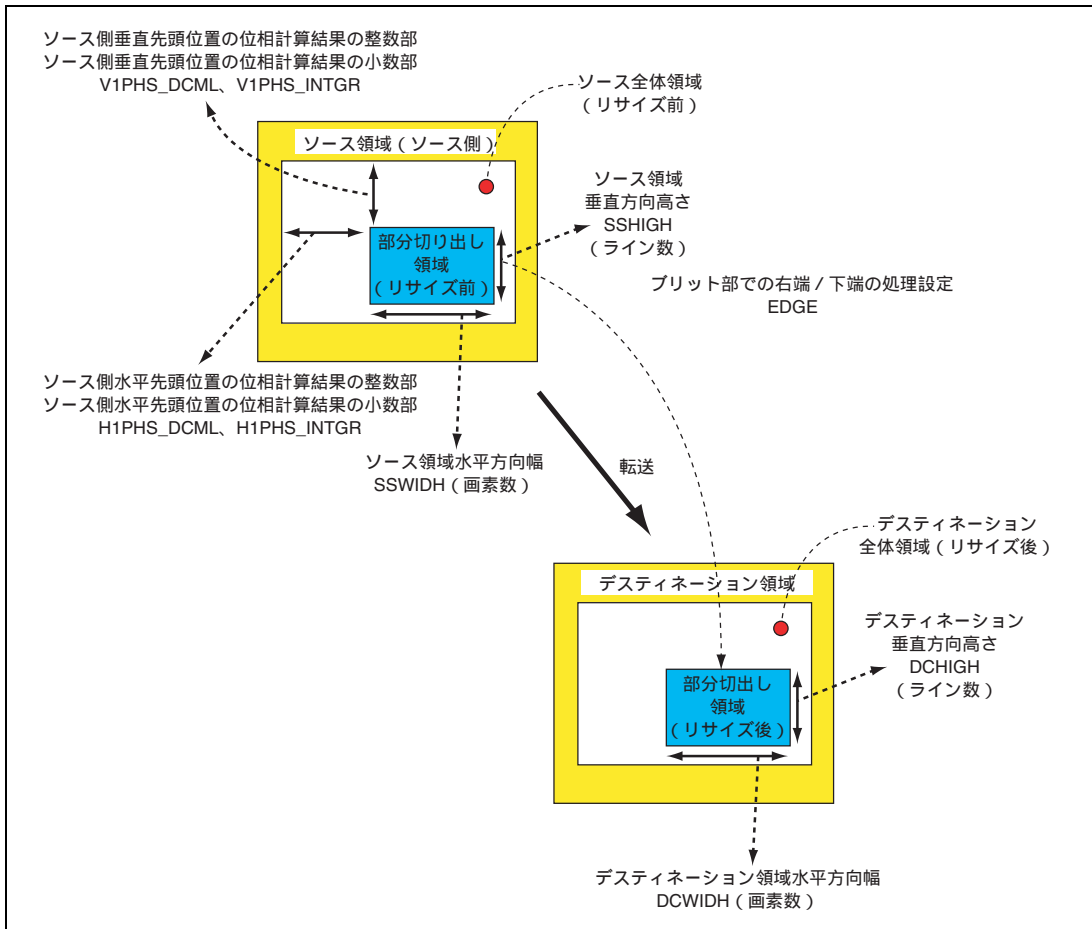 ソース側垂直先頭位置の位相計算結果の整数部
ソース側垂直先頭位置の位相計算結果の小数部
V1PHS_DCML、V1PHS_INTGR
ソース全体領域
（リサイズ前）
ソース領域（ソース側）
ソース領域
垂直方向高さ
SSHIGH
（ライン数）
部分切り出し
領域
（リサイズ前）
ブリット部での右端 / 下端の処理設定
EDGE
ソース側水平先頭位置の位相計算結果の整数部
ソース側水平先頭位置の位相計算結果の小数部
H1PHS_DCML、H1PHS_INTGR
ソース領域水平方向幅
SSWIDH（画素数）
転送
デスティネーション
全体領域（リサイズ後）
デスティネーション領域
デスティネーション
垂直方向高さ
DCHIGH
（ライン数）
部分切出し
領域
（リサイズ後）
デスティネーション領域水平方向幅
DCWIDH（画素数）